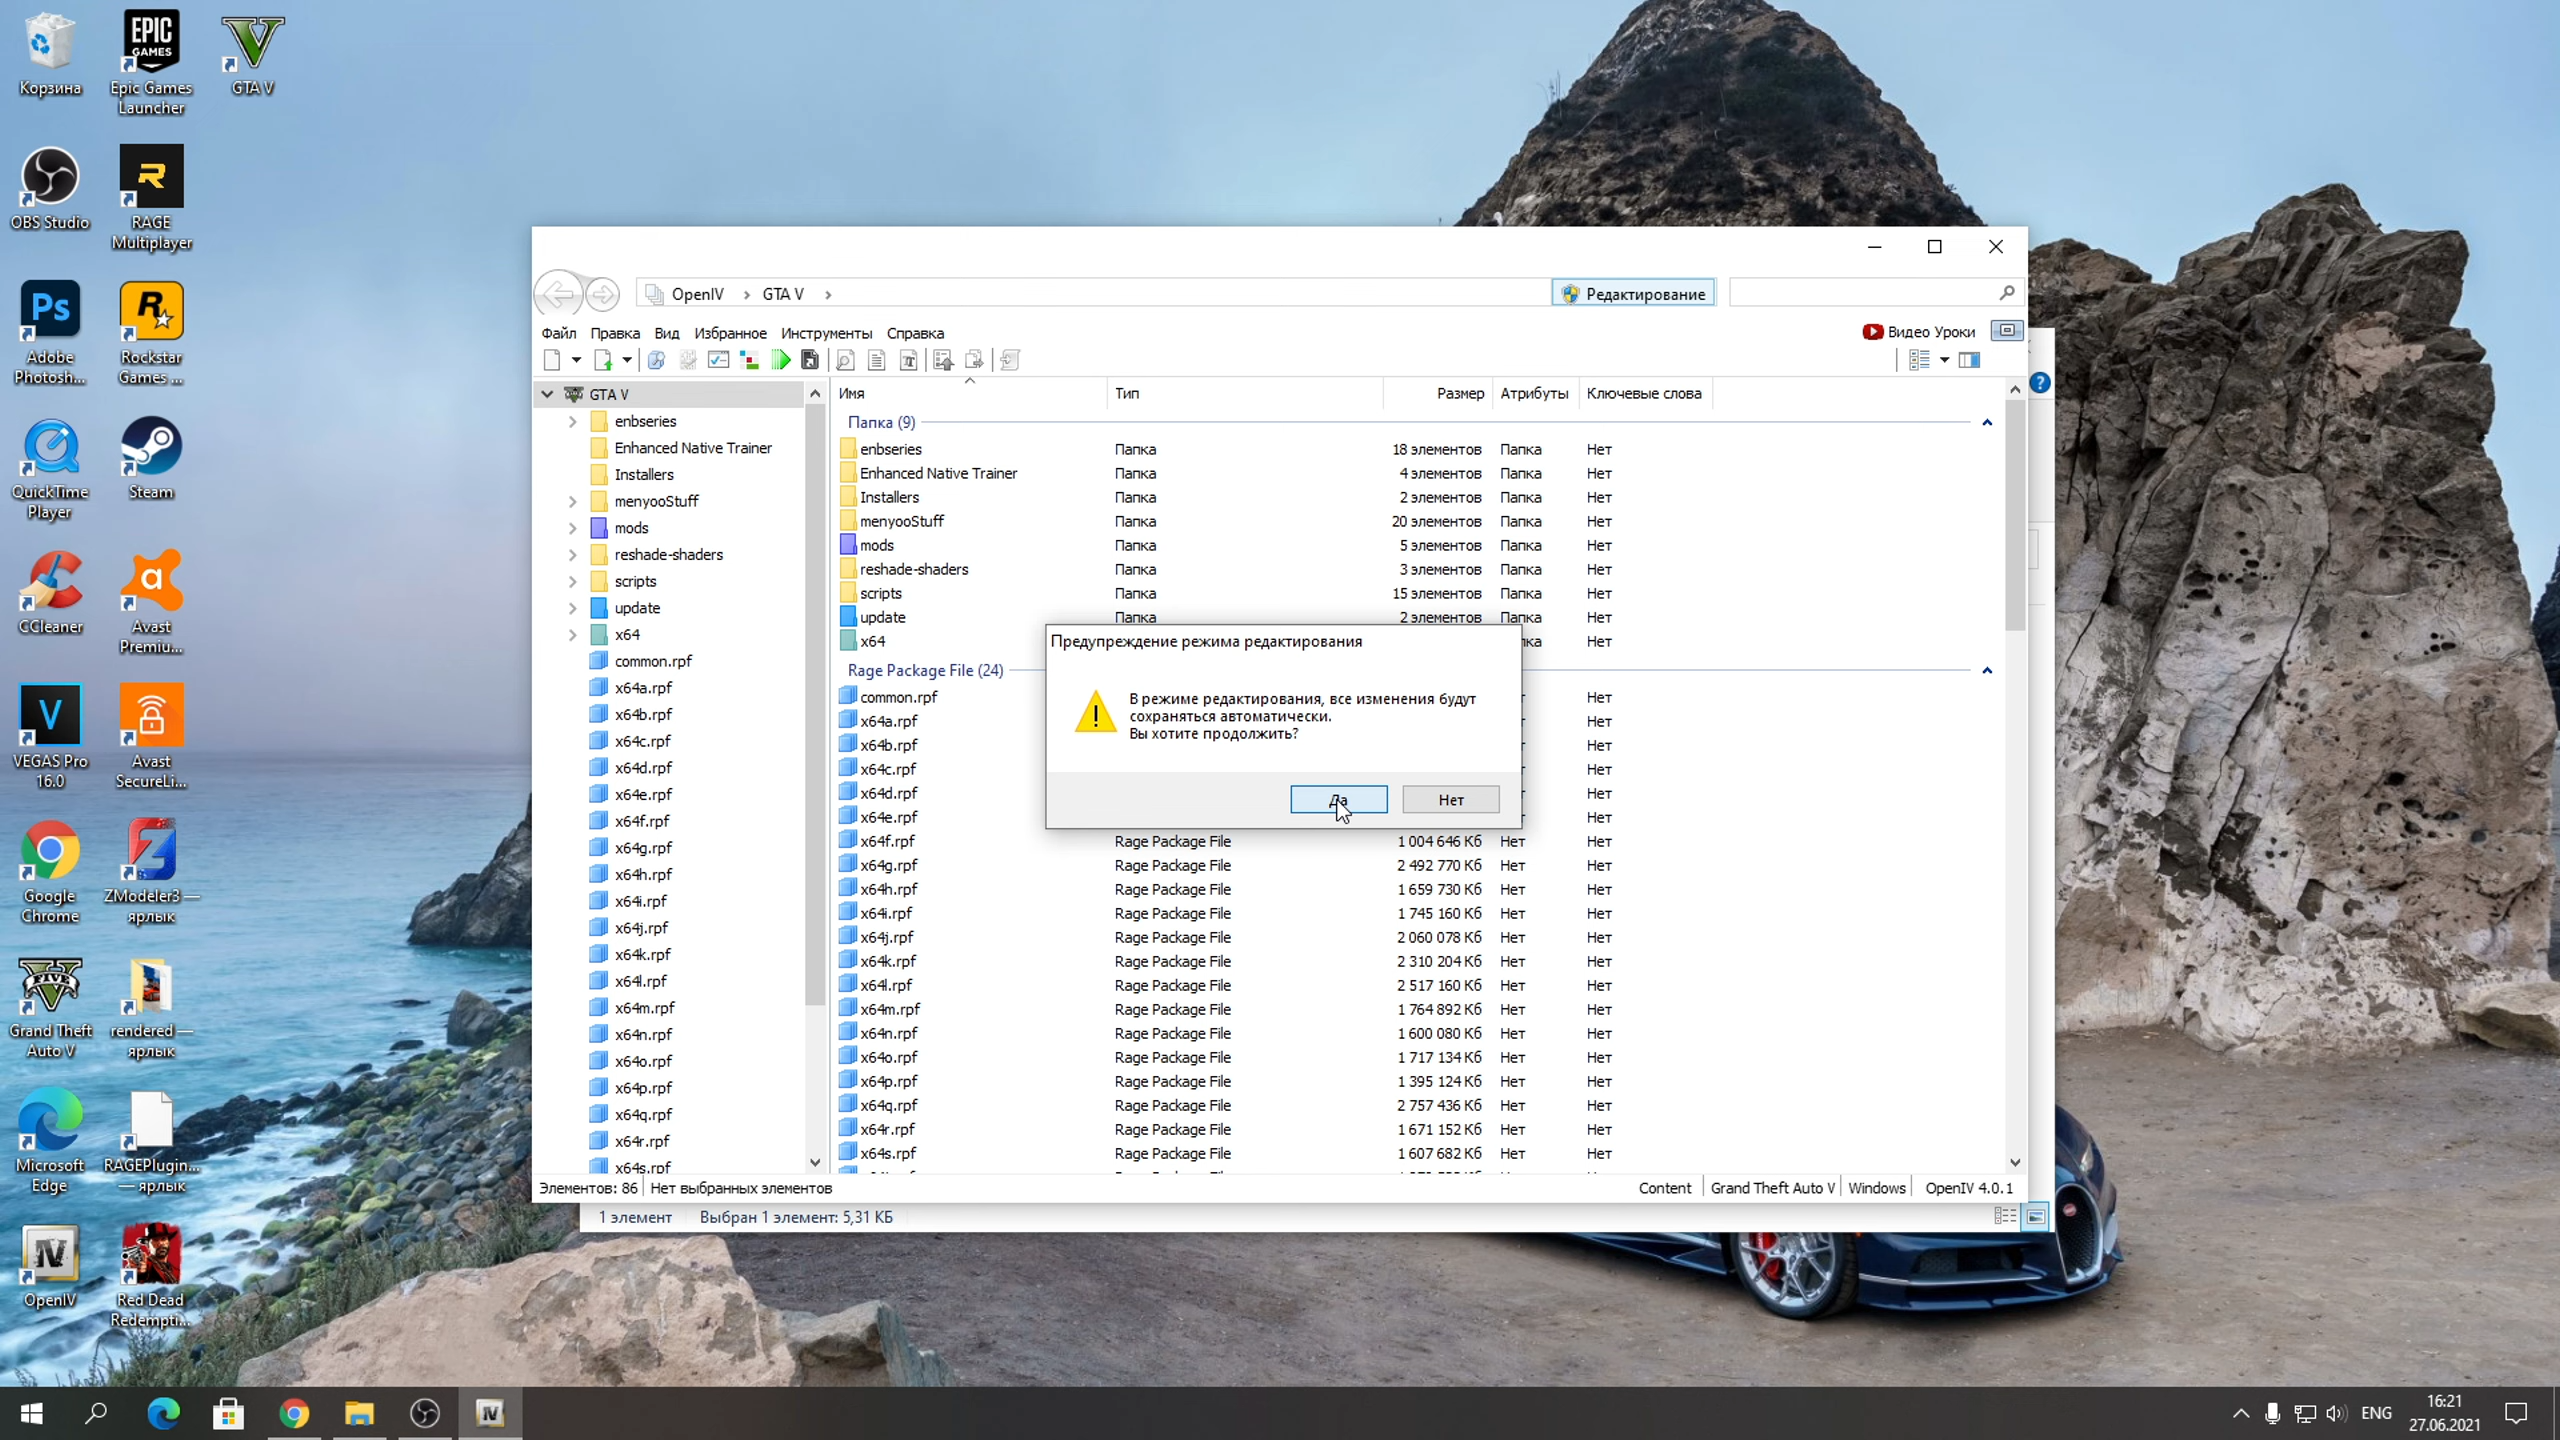 Корзина
EPIC
GAMES
Epic Games
Launcher
GTA V
OBS Studio
RAGE
Multiplayer
Ps
Adobe
Photosh...
Rockstar
Games ...
QuickTime
Player
Steam
CCleaner
Avast
Premiu...
VEGAS Pro
16.0
Avast
SecureLi...
Google
Chrome
ZModeler3 —
ярлык
FIVE
Grand Theft
Auto V
rendered —
ярлык
Microsoft
Edge
RAGEPlugin...
— ярлык
IV
OpenIV
Red Dead
Redempti...
OpenIV › GTA V ›
Редактирование
Файл Правка Вид Избранное Инструменты Справка
Видео Уроки
GTA V
enbseries
Enhanced Native Trainer
Installers
menyooStuff
mods
reshade-shaders
scripts
update
x64
common.rpf
x64a.rpf
x64b.rpf
x64c.rpf
x64d.rpf
x64e.rpf
x64f.rpf
x64g.rpf
x64h.rpf
x64i.rpf
x64j.rpf
x64k.rpf
x64l.rpf
x64m.rpf
x64n.rpf
x64o.rpf
x64p.rpf
x64q.rpf
x64r.rpf
x64s.rpf
Имя Тип Размер Атрибуты Ключевые слова
Папка (9)
enbseries Папка 18 элементов Папка Нет
Enhanced Native Trainer Папка 4 элементов Папка Нет
Installers Папка 2 элементов Папка Нет
menyooStuff Папка 20 элементов Папка Нет
mods Папка 5 элементов Папка Нет
reshade-shaders Папка 3 элементов Папка Нет
scripts Папка 15 элементов Папка Нет
update Папка 2 элементов Папка Нет
x64 Нет
Rage Package File (24)
common.rpf Нет
x64a.rpf Нет
x64b.rpf Нет
x64c.rpf Нет
x64d.rpf Нет
x64e.rpf Нет
x64f.rpf Rage Package File 1 004 646 Кб Нет Нет
x64g.rpf Rage Package File 2 492 770 Кб Нет Нет
x64h.rpf Rage Package File 1 659 730 Кб Нет Нет
x64i.rpf Rage Package File 1 745 160 Кб Нет Нет
x64j.rpf Rage Package File 2 060 078 Кб Нет Нет
x64k.rpf Rage Package File 2 310 204 Кб Нет Нет
x64l.rpf Rage Package File 2 517 160 Кб Нет Нет
x64m.rpf Rage Package File 1 764 892 Кб Нет Нет
x64n.rpf Rage Package File 1 600 080 Кб Нет Нет
x64o.rpf Rage Package File 1 717 134 Кб Нет Нет
x64p.rpf Rage Package File 1 395 124 Кб Нет Нет
x64q.rpf Rage Package File 2 757 436 Кб Нет Нет
x64r.rpf Rage Package File 1 671 152 Кб Нет Нет
x64s.rpf Rage Package File 1 607 682 Кб Нет Нет
Предупреждение режима редактирования
В режиме редактирования, все изменения будут
сохраняться автоматически.
Вы хотите продолжить?
Да Нет
Элементов: 86 Нет выбранных элементов
Content Grand Theft Auto V Windows OpenIV 4.0.1
1 элемент Выбран 1 элемент: 5,31 КБ
ENG
16:21
27.06.2021